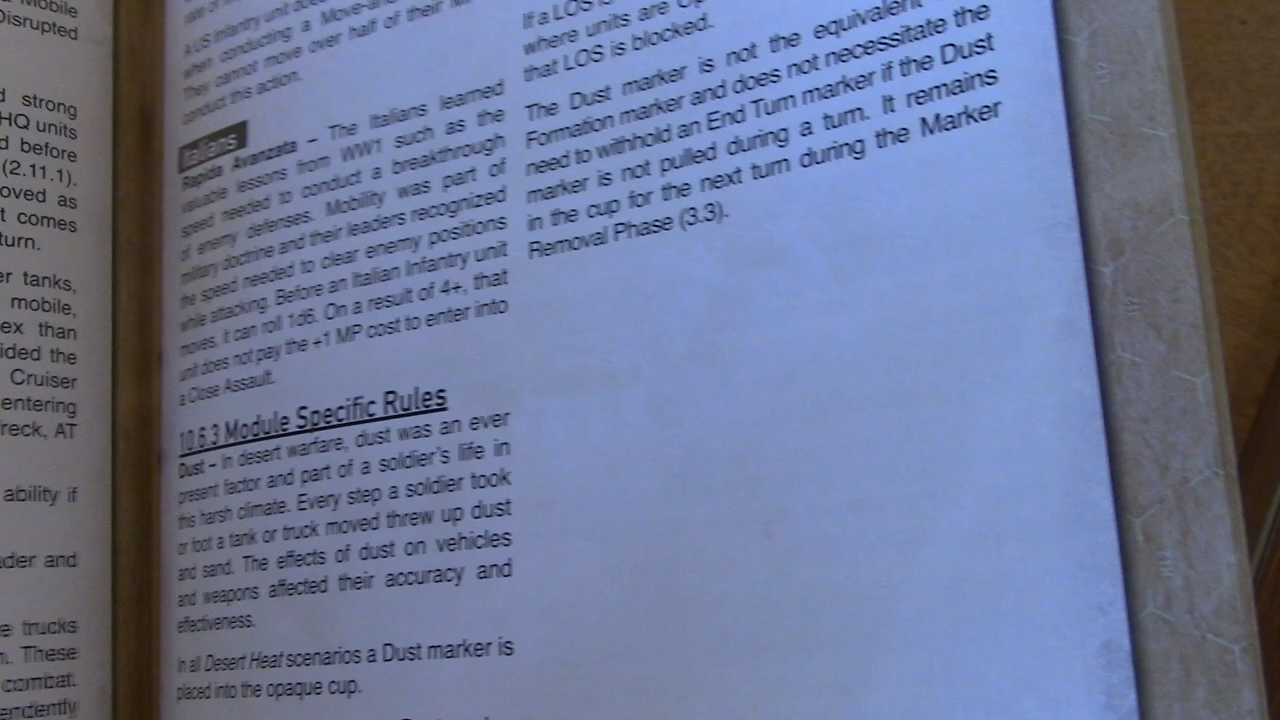 Mobile
Disrupted
strong
HQ units
before
(2.11.1).
oved as
t comes
turn.
er tanks,
mobile,
ex than
ided the
Cruiser
entering
reck, AT
ability if
ader and
e trucks
These
combat.
endently
A US Infantry unit does
when conducting a Move-and
They cannot move over half of their MP
conduct this action.
Italians
Rapida Avanzata – The Italians learned
valuable lessons from WW1 such as the
speed needed to conduct a breakthrough
of enemy defenses. Mobility was part of
military doctrine and their leaders recognized
the speed needed to clear enemy positions
while attacking. Before an Italian Infantry unit
moves, it can roll 1d6. On a result of 4+, that
unit does not pay the +1 MP cost to enter into
a Close Assault.
10.6.3 Module Specific Rules
Dust – In desert warfare, dust was an ever
present factor and part of a soldier's life in
this harsh climate. Every step a soldier took
or foot a tank or truck moved threw up dust
and sand. The effects of dust on vehicles
and weapons affected their accuracy and
effectiveness.
In all Desert Heat scenarios a Dust marker is
placed into the opaque cup.
If a LOS is
where units are
that LOS is blocked.
The Dust marker is not the equivalent
Formation marker and does not necessitate the
need to withhold an End Turn marker if the Dust
marker is not pulled during a turn. It remains
in the cup for the next turn during the Marker
Removal Phase (3.3).